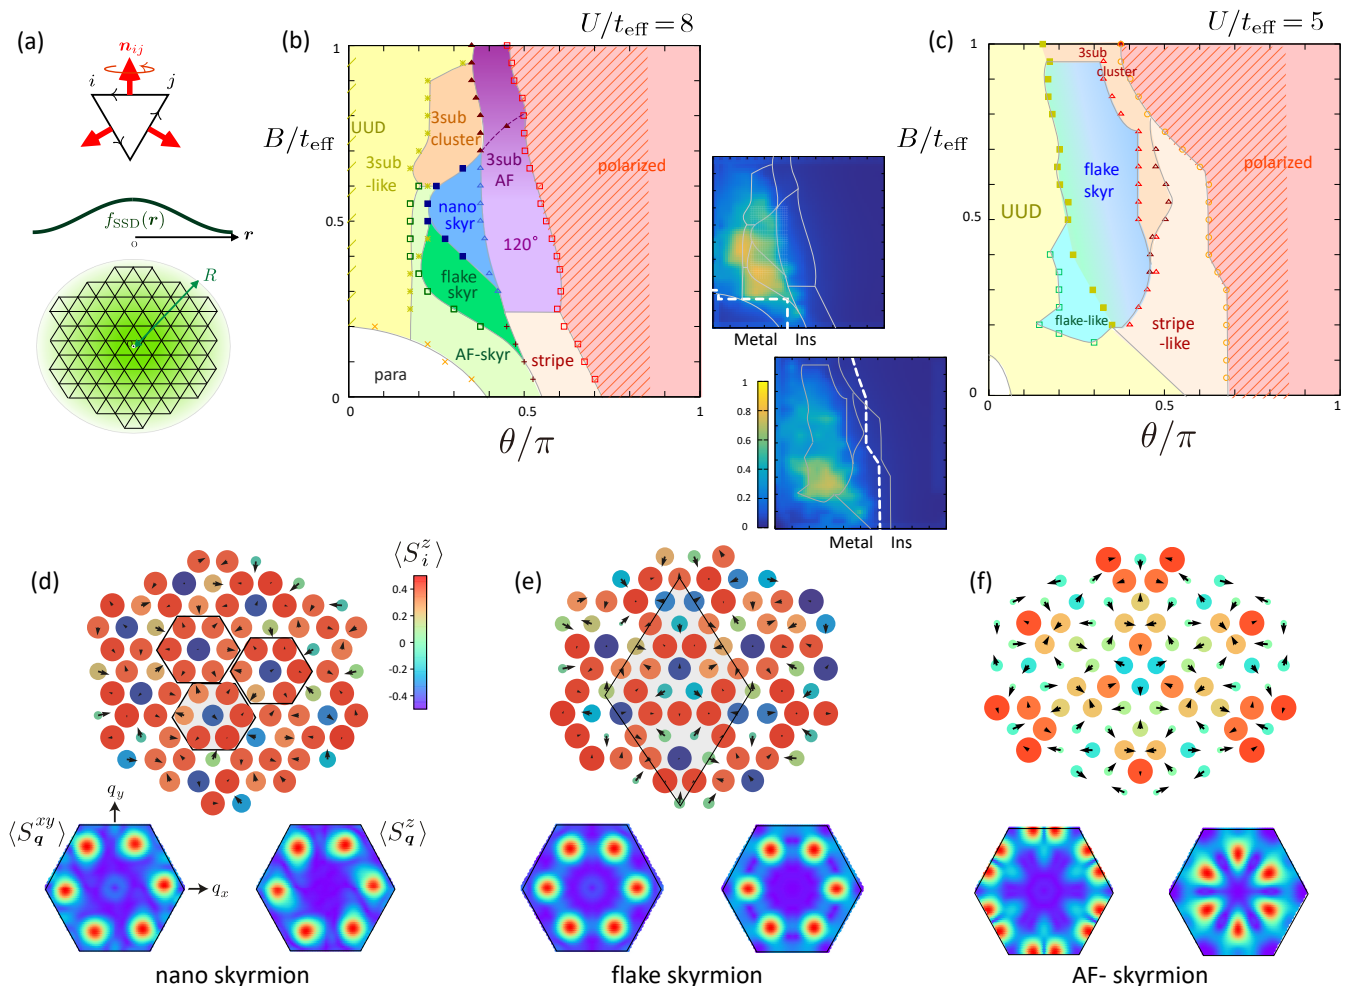 (a)
n_ij
i
j
f_SSD(r)
o
r
R
(b)
U/t_eff = 8
B/t_eff
1
0.5
0
UUD
3sub
-like
3sub
cluster
3sub
AF
nano
skyr
120°
flake
skyr
AF-skyr
stripe
para
polarized
0
0.5
1
θ/π
Metal
Ins
1
0.8
0.6
0.4
0.2
0
Metal
Ins
(c)
U/t_eff = 5
B/t_eff
1
0.5
0
3sub
cluster
UUD
flake
skyr
flake-like
stripe
-like
polarized
0
0.5
1
θ/π
(d)
⟨S_i^z⟩
0.4
0.2
0
-0.2
-0.4
⟨S_q^xy⟩
q_y
q_x
⟨S_q^z⟩
nano skyrmion
(e)
flake skyrmion
(f)
AF- skyrmion